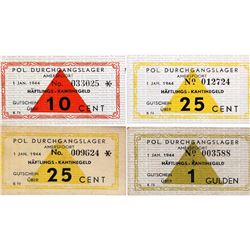 POL. DURCHGANGSLAGER
AMERSFOORT
1 JAN. 1944 No. 033025 *
HÄFTLINGS - KANTINEGELD
GUTSCHEIN
ÜBER 10 CENT
POL. DURCHGANGSLAGER
AMERSFOORT
1 JAN. 1944 No 012724
HÄFTLINGS - KANTINEGELD
GUTSCHEIN
ÜBER 25 CENT
POL. DURCHGANGSLAGER
AMERSFOORT
1 JAN. 1944 No. 009624 *
HÄFTLINGS - KANTINEGELD
GUTSCHEIN
ÜBER 25 CENT
POL. DURCHGANGSLAGER
AMERSFOORT
1 JAN. 1944 No 003588
HÄFTLINGS - KANTINEGELD
GUTSCHEIN
ÜBER 1 GULDEN